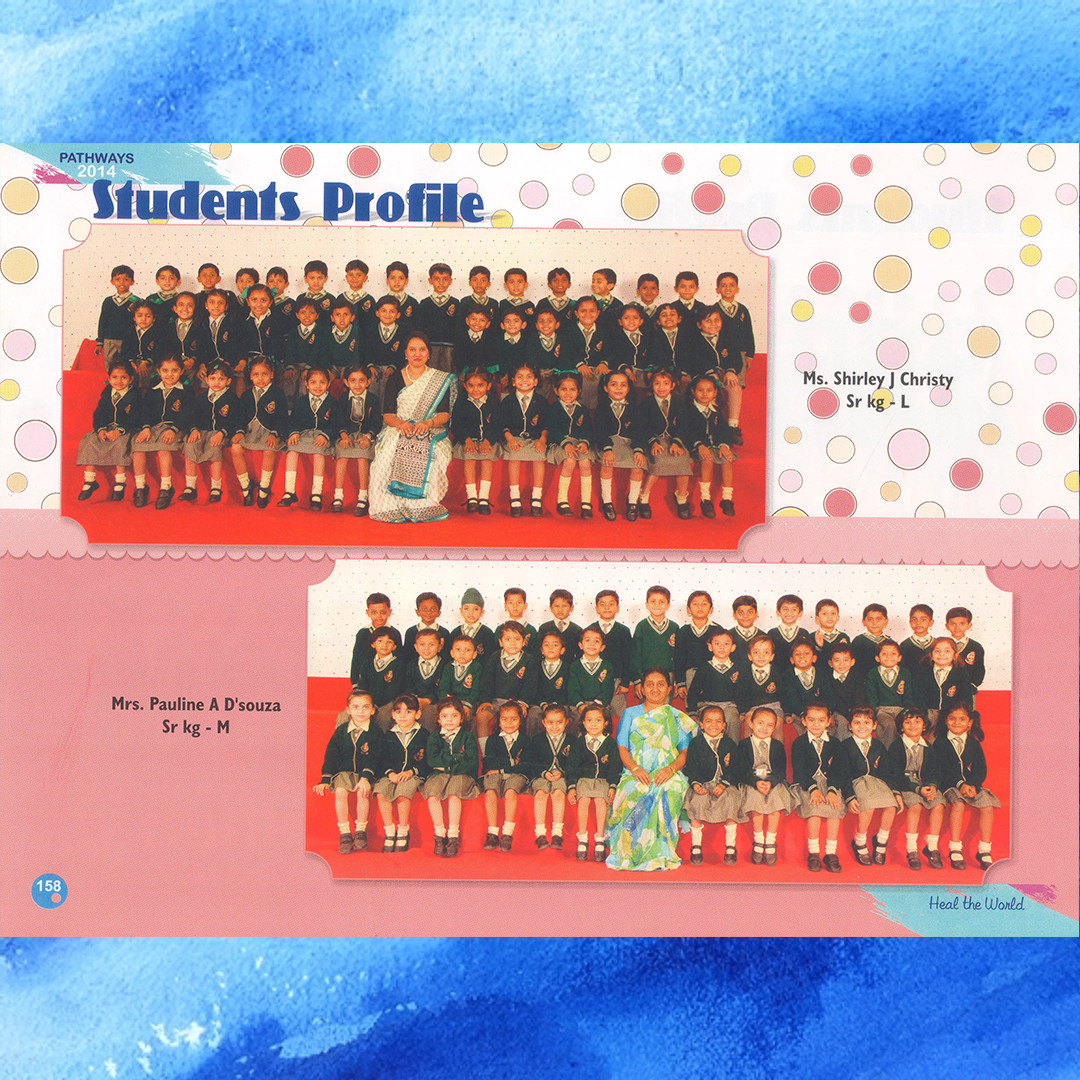 PATHWAYS
2014
Students Profile
Ms. Shirley J Christy
Sr kg - L
Mrs. Pauline A D'souza
Sr kg - M
158
Heal the World